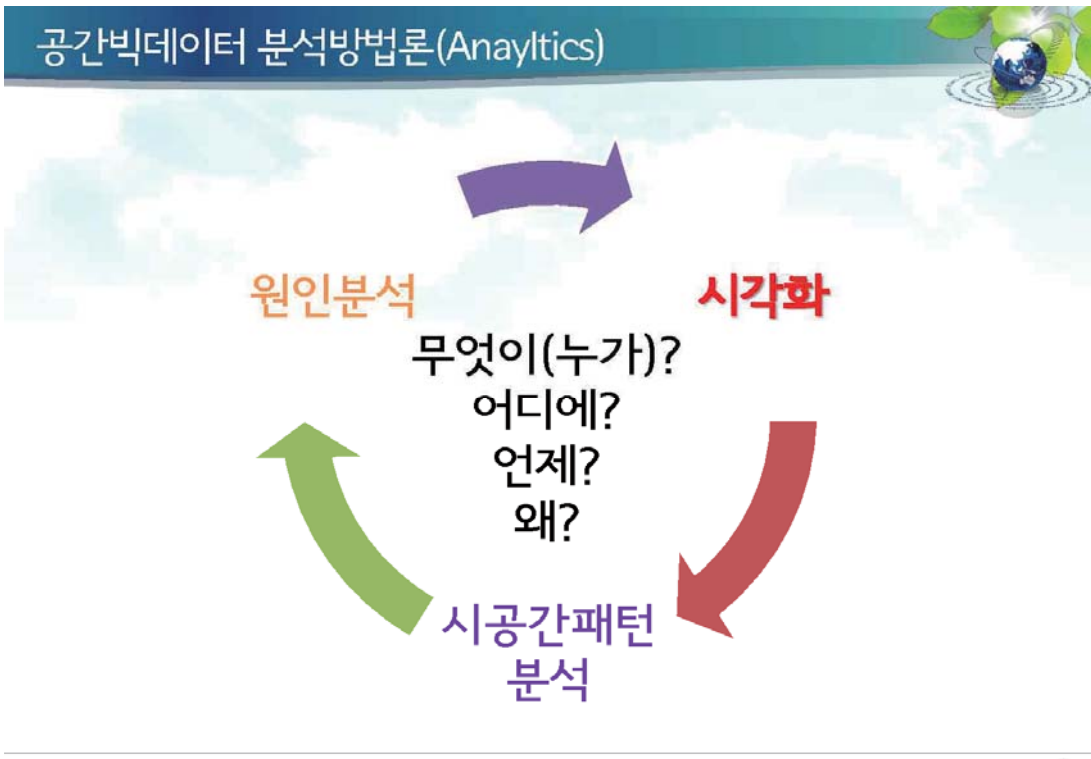 공간빅데이터 분석방법론(Anayltics)
원인분석
시각화
무엇이(누가)?
어디에?
언제?
왜?
시공간패턴
분석